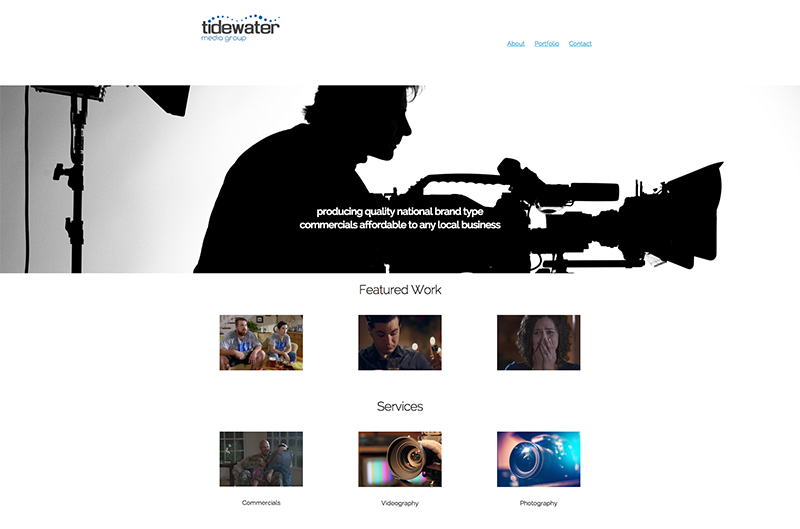 tidewater
media group
About Portfolio Contact
producing quality national brand type
commercials affordable to any local business
Featured Work
Services
Commercials Videography Photography